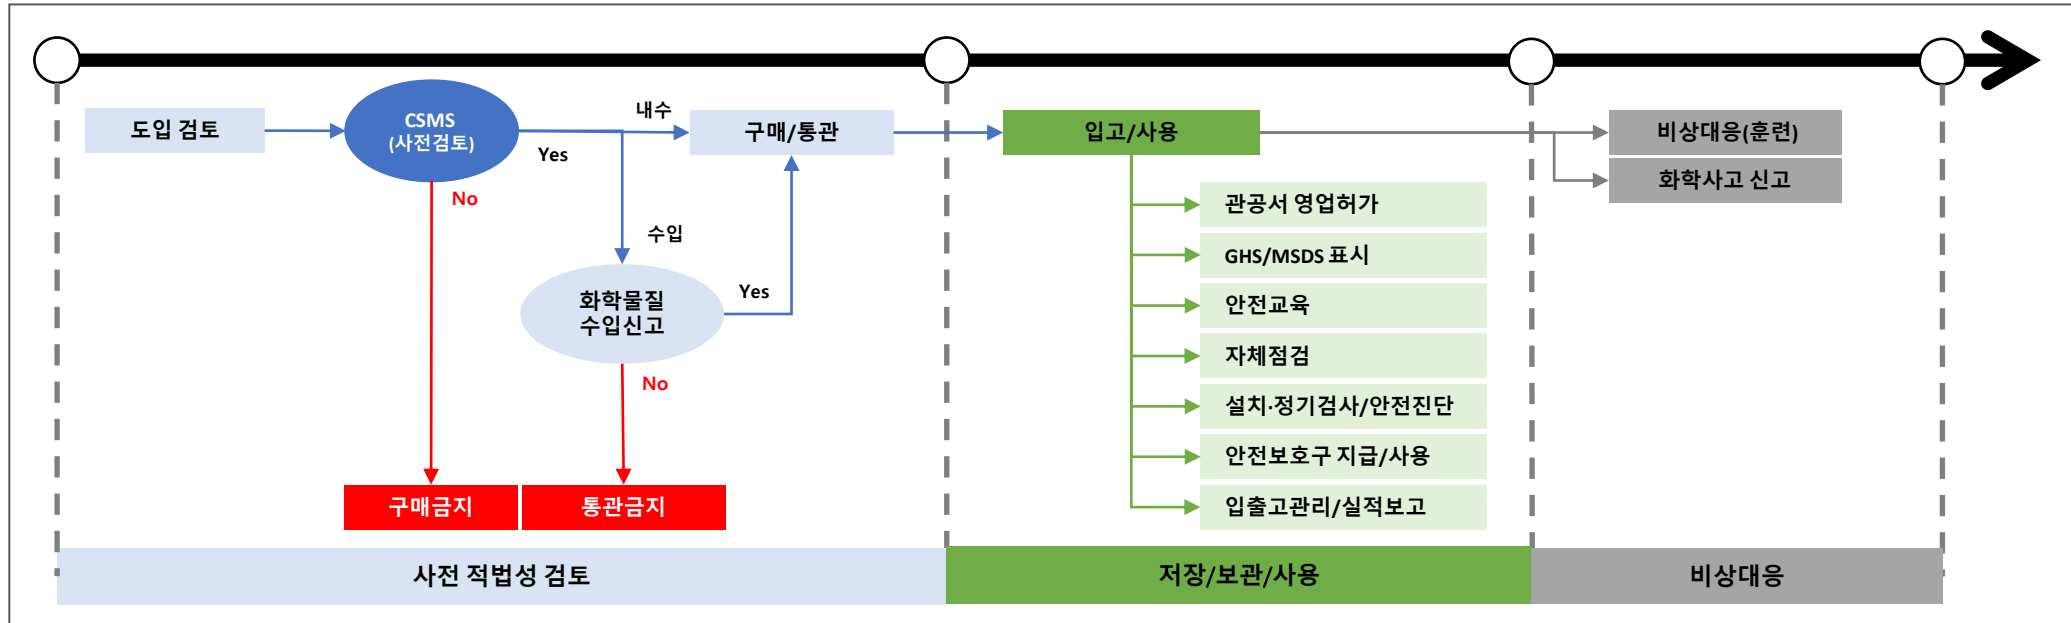 도입 검토
CSMS
(사전검토)
내수
Yes
No
수입
구매/통관
화학물질
수입신고
Yes
No
구매금지
통관금지
사전 적법성 검토
입고/사용
관공서 영업허가
GHS/MSDS 표시
안전교육
자체점검
설치·정기검사/안전진단
안전보호구 지급/사용
입출고관리/실적보고
저장/보관/사용
비상대응(훈련)
화학사고 신고
비상대응